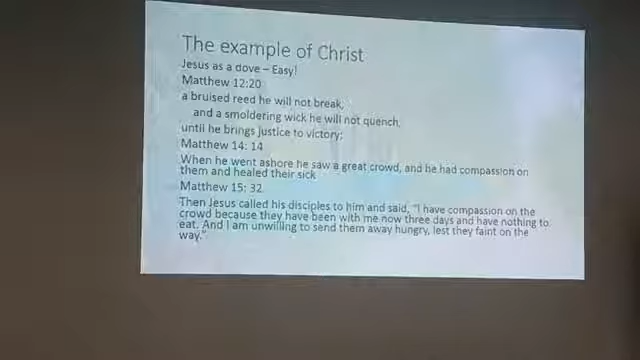 The example of Christ
Jesus as a dove – Easy!
Matthew 12:20
a bruised reed he will not break,
and a smoldering wick he will not quench,
until he brings justice to victory;
Matthew 14: 14
When he went ashore he saw a great crowd, and he had compassion on
them and healed their sick
Matthew 15: 32
Then Jesus called his disciples to him and said, "I have compassion on the
crowd because they have been with me now three days and have nothing to
eat. And I am unwilling to send them away hungry, lest they faint on the
way."